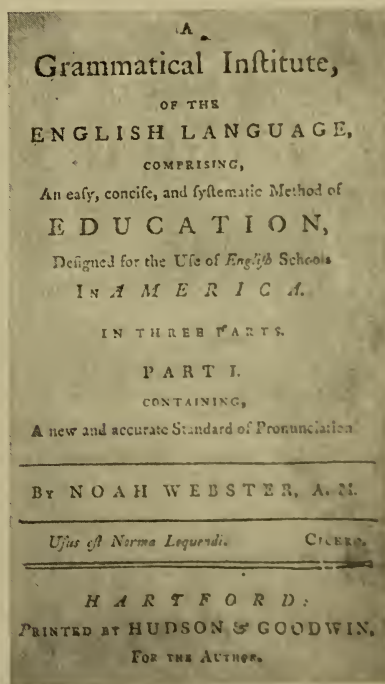 A
Grammatical Inſtitute,
OF THE
ENGLISH LANGUAGE,
COMPRISING,
An eaſy, conciſe, and ſyſtematic Method of
EDUCATION,
Deſigned for the Uſe of Engliſh Schools
IN AMERICA.
IN THREE PARTS.
PART I.
CONTAINING,
A new and accurate Standard of Pronunciation
BY NOAH WEBSTER, A. M.
Uſus eſt Norma Loquendi. CICERO.
HARTFORD:
PRINTED BY HUDSON & GOODWIN,
FOR THE AUTHOR.